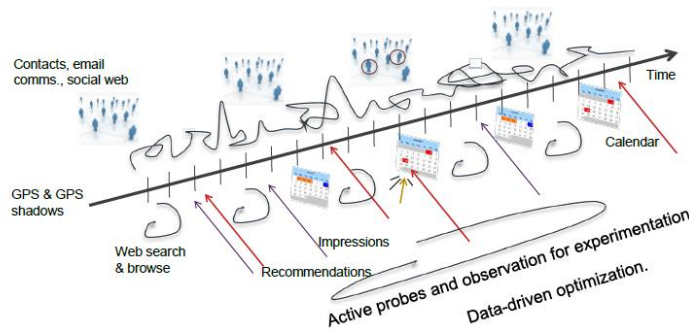 Contacts, email
comms., social web
Time
Calendar
GPS & GPS
shadows
Web search
& browse
Impressions
Recommendations
Active probes and observation for experimentation
Data-driven optimization.